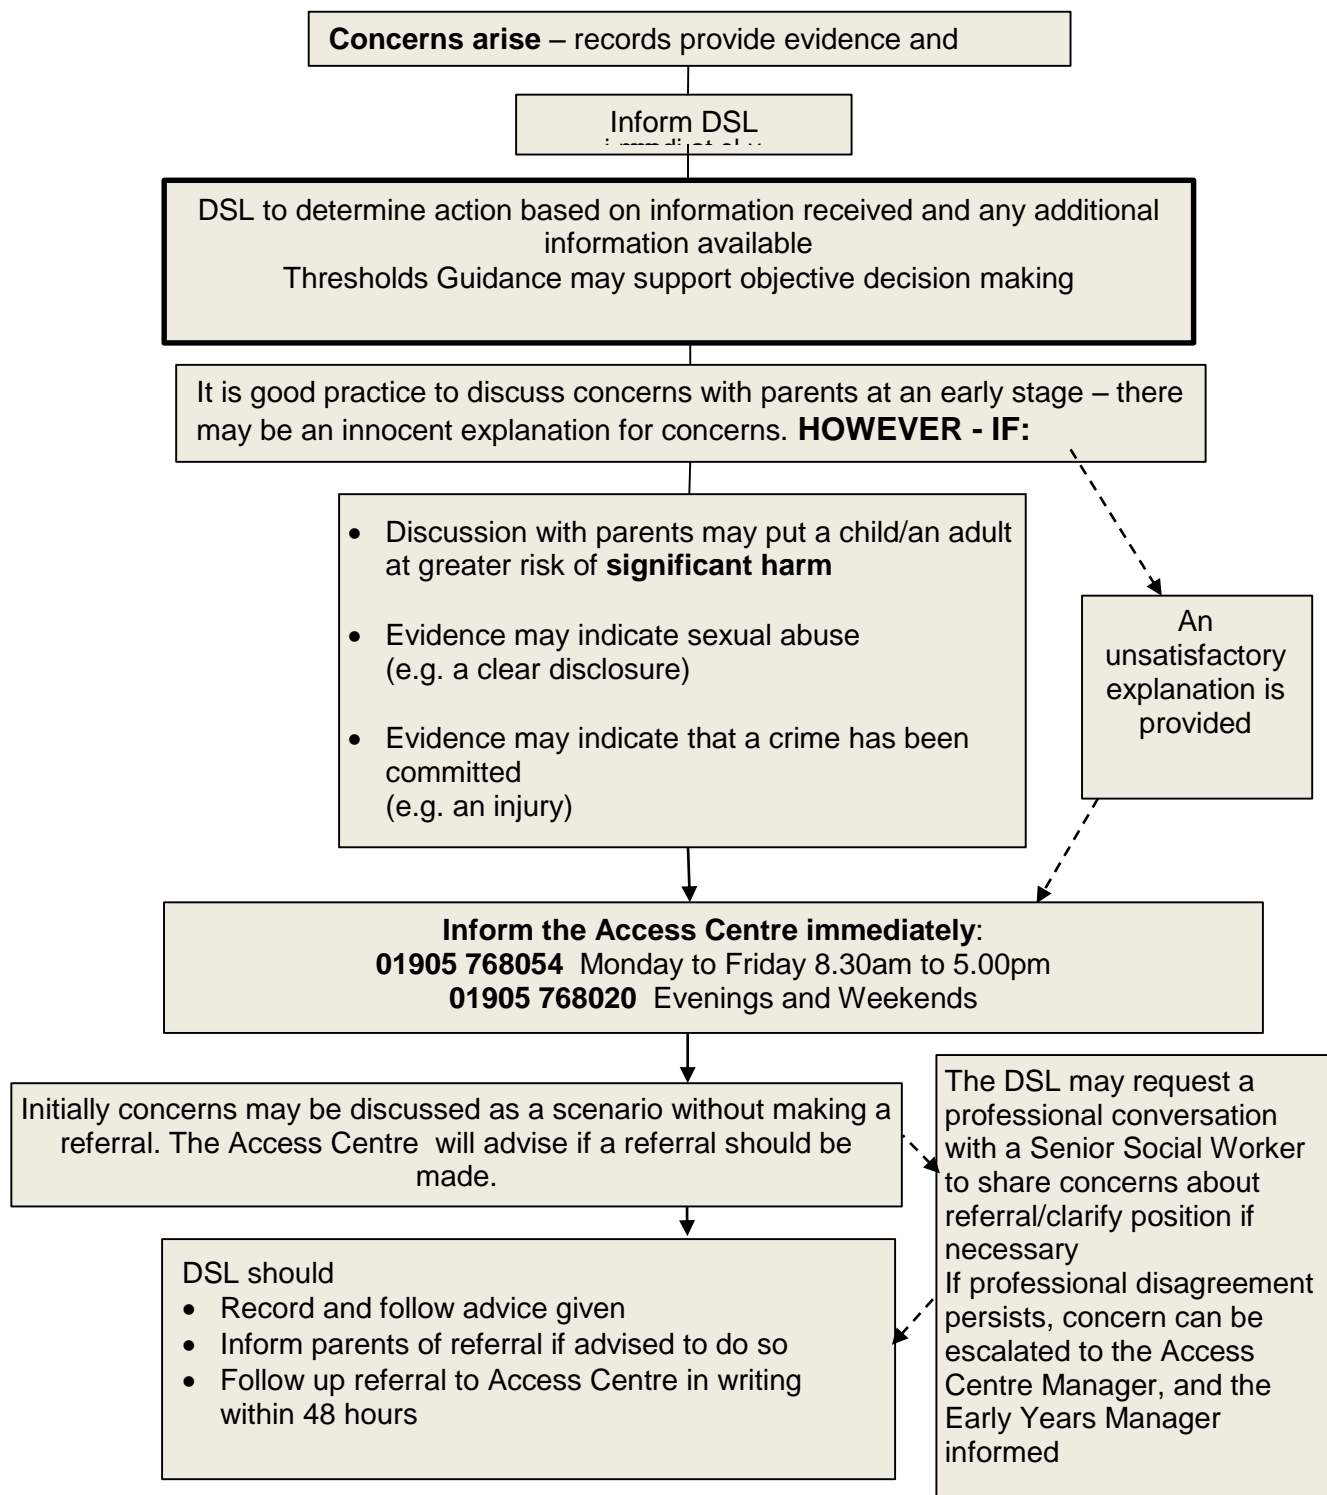 Concerns arise – records provide evidence and
Inform DSL
DSL to determine action based on information received and any additional
information available
Thresholds Guidance may support objective decision making
It is good practice to discuss concerns with parents at an early stage – there
may be an innocent explanation for concerns. HOWEVER - IF:
• Discussion with parents may put a child/an adult
at greater risk of significant harm
• Evidence may indicate sexual abuse
(e.g. a clear disclosure)
• Evidence may indicate that a crime has been
committed
(e.g. an injury)
An
unsatisfactory
explanation is
provided
Inform the Access Centre immediately:
01905 768054 Monday to Friday 8.30am to 5.00pm
01905 768020 Evenings and Weekends
Initially concerns may be discussed as a scenario without making a
referral. The Access Centre will advise if a referral should be
made.
The DSL may request a
professional conversation
with a Senior Social Worker
to share concerns about
referral/clarify position if
necessary
If professional disagreement
persists, concern can be
escalated to the Access
Centre Manager, and the
Early Years Manager
informed
DSL should
• Record and follow advice given
• Inform parents of referral if advised to do so
• Follow up referral to Access Centre in writing
within 48 hours